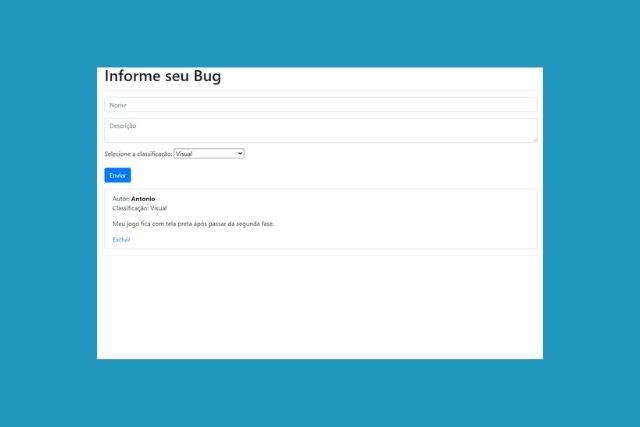 Informe seu Bug
Nome
Descrição
Selecione a classificação: Visual
Enviar
Autor: Antonio
Classificação: Visual
Meu jogo fica com tela preta após passar da segunda fase.
Excluir